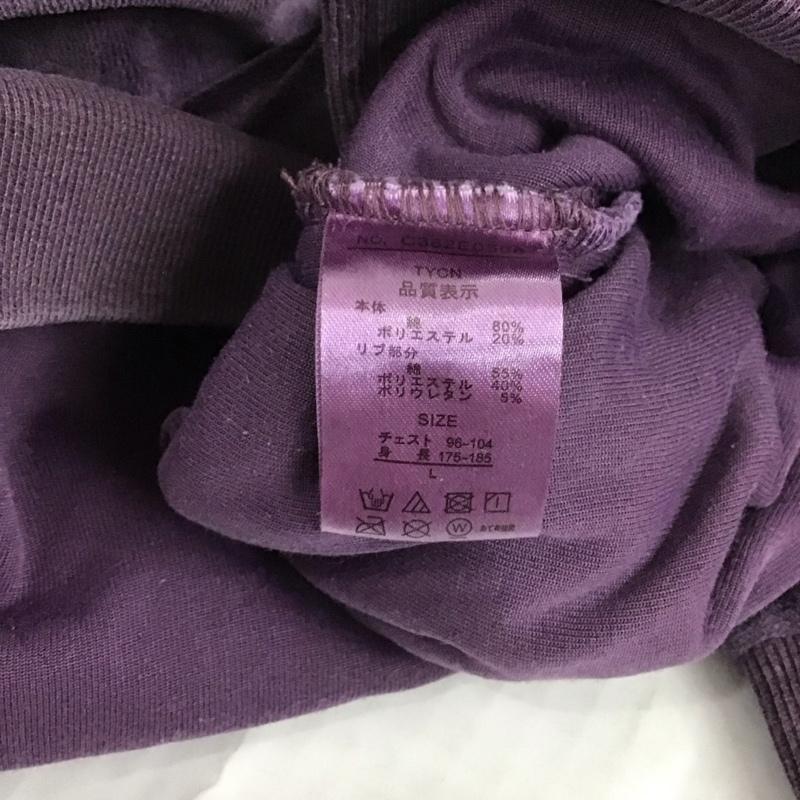 NO.
TYCN
品質表示
本体
綿 80%
ポリエステル 20%
リブ部分
綿 55%
ポリエステル 40%
ポリウレタン 5%
SIZE
チェスト 96-104
身 長 175-185
L
W